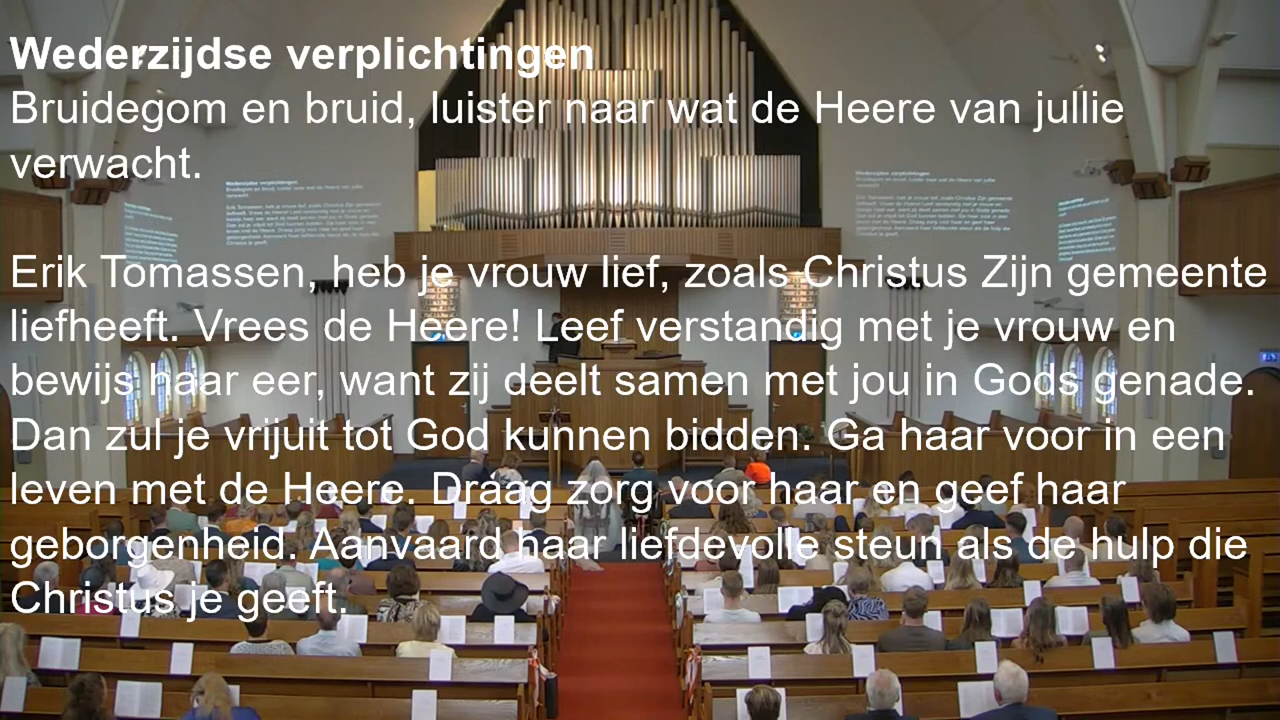 Wederzijdse verplichtingen
Bruidegom en bruid, luister naar wat de Heere van jullie
verwacht.
Erik Tomassen, heb je vrouw lief, zoals Christus Zijn gemeente
liefheeft. Vrees de Heere! Leef verstandig met je vrouw en
bewijs haar eer, want zij deelt samen met jou in Gods genade.
Dan zul je vrijuit tot God kunnen bidden. Ga haar voor in een
leven met de Heere. Draag zorg voor haar en geef haar
geborgenheid. Aanvaard haar liefdevolle steun als de hulp die
Christus je geeft.